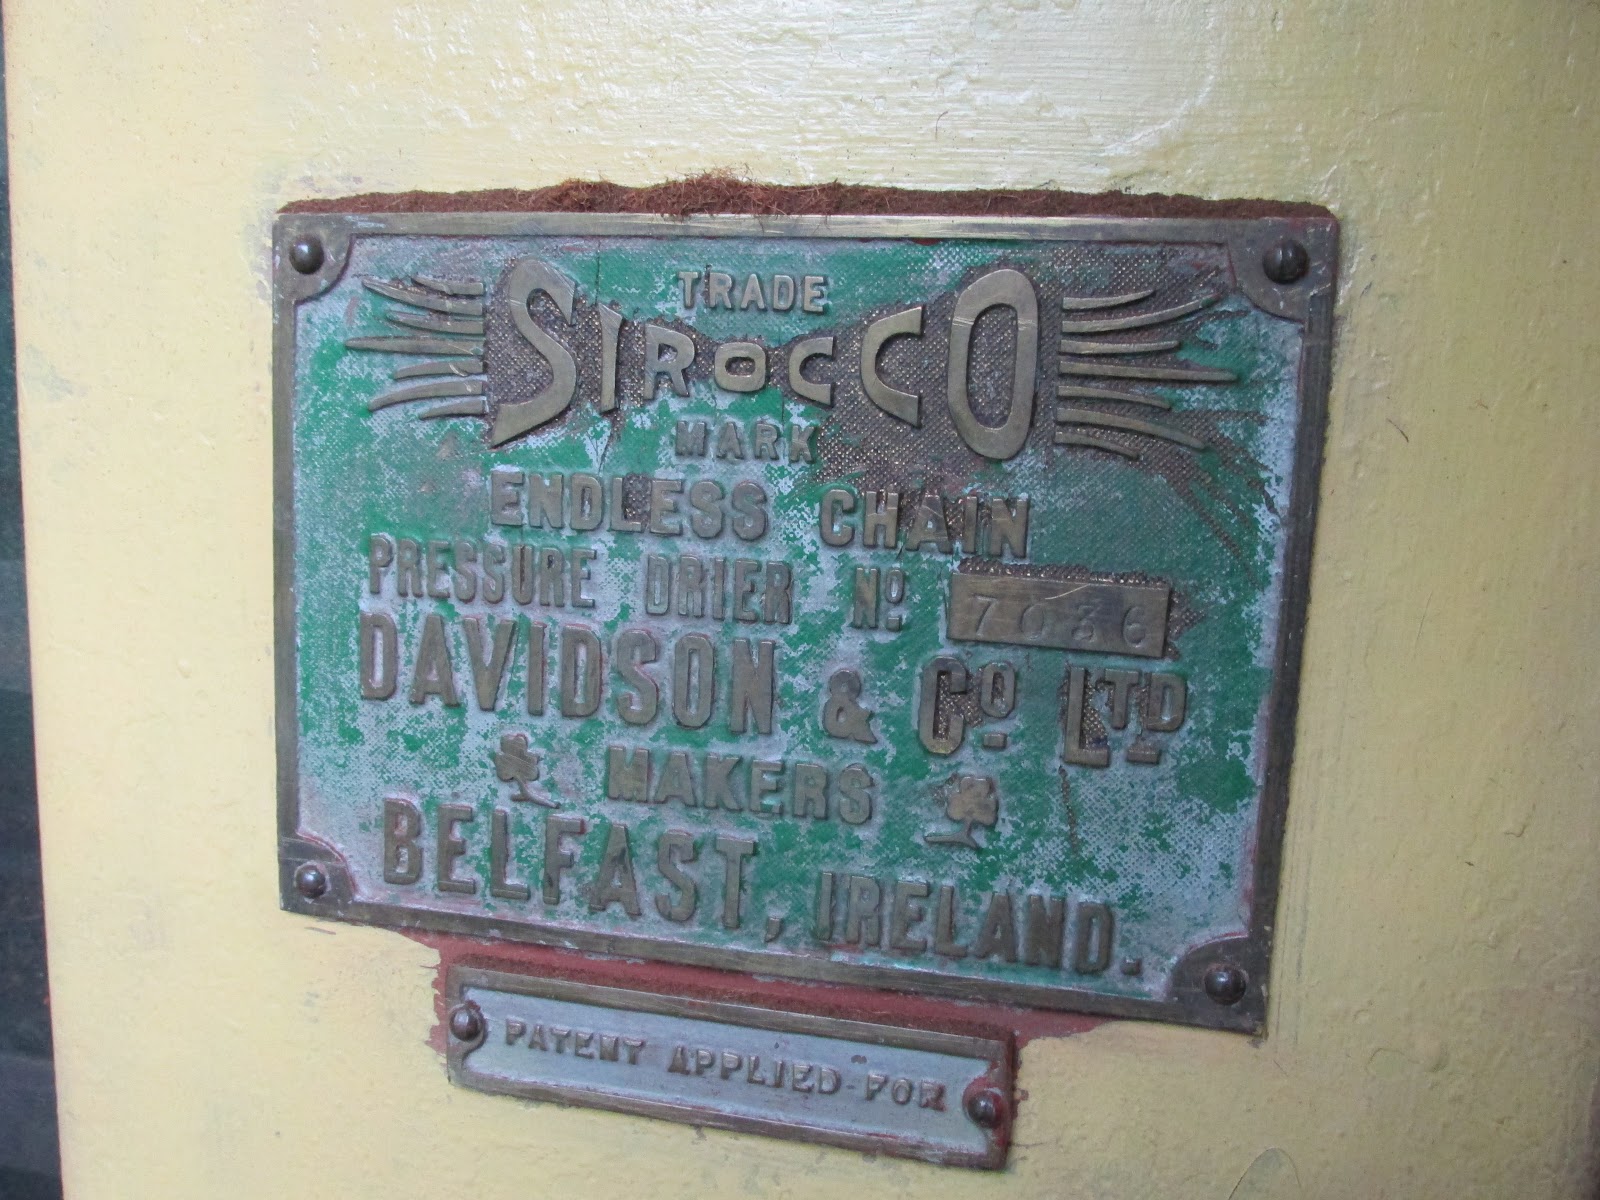 TRADE
SIROCCO
MARK
ENDLESS CHAIN
PRESSURE DRIER Nº 7036
DAVIDSON & Cº LTD
MAKERS
BELFAST, IRELAND.
PATENT APPLIED-FOR